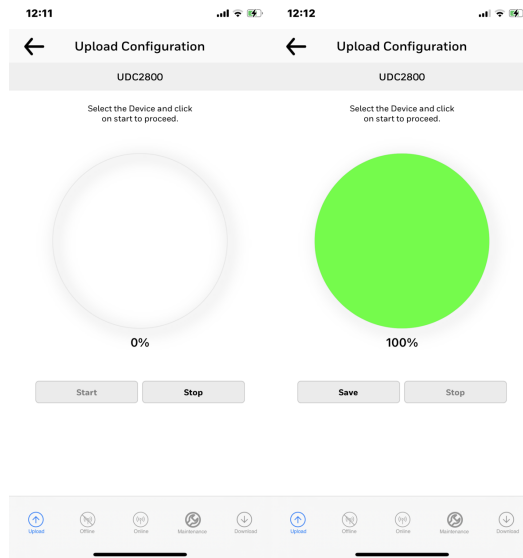 12:11
Upload Configuration
UDC2800
Select the Device and click
on start to proceed.
0%
Start
Stop
Upload
Offline
Online
Maintenance
Download
12:12
Upload Configuration
UDC2800
Select the Device and click
on start to proceed.
100%
Save
Stop
Upload
Offline
Online
Maintenance
Download